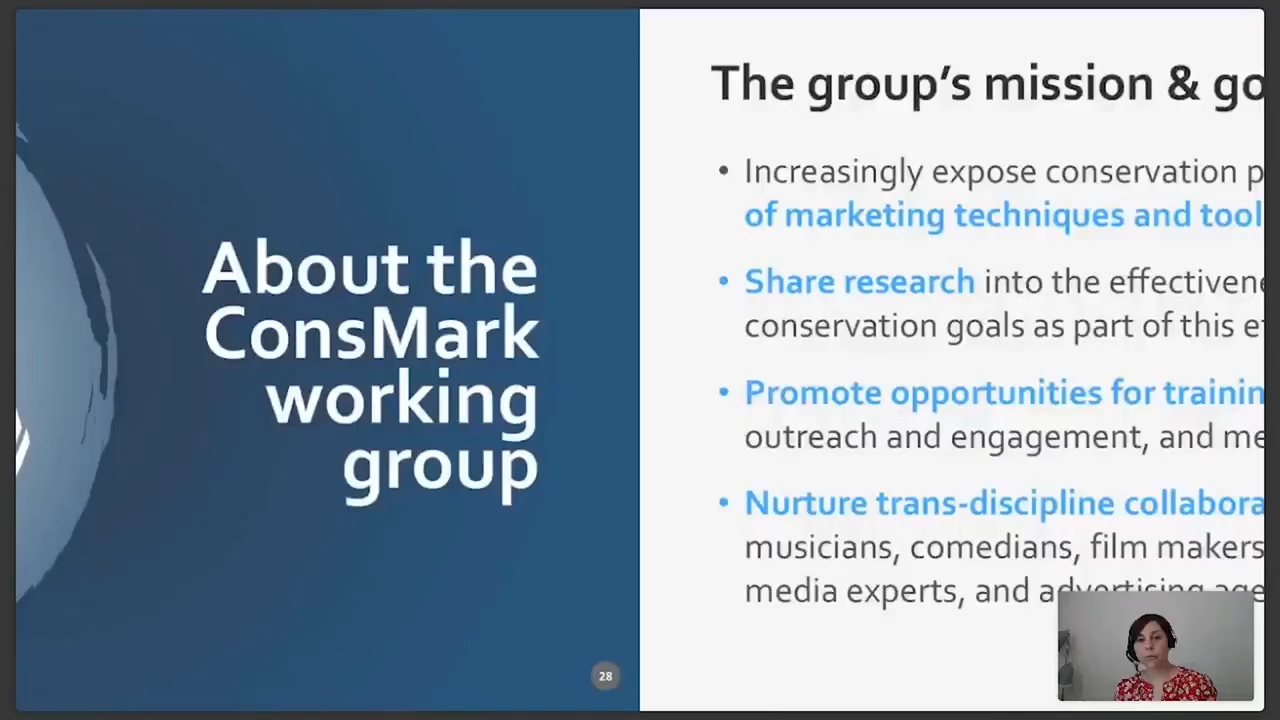 About the
ConsMark
working
group
28
The group's mission & go
• Increasingly expose conservation p
of marketing techniques and tool
• Share research into the effectivene
conservation goals as part of this e
• Promote opportunities for trainin
outreach and engagement, and me
• Nurture trans-discipline collabora
musicians, comedians, film makers
media experts, and advertising age